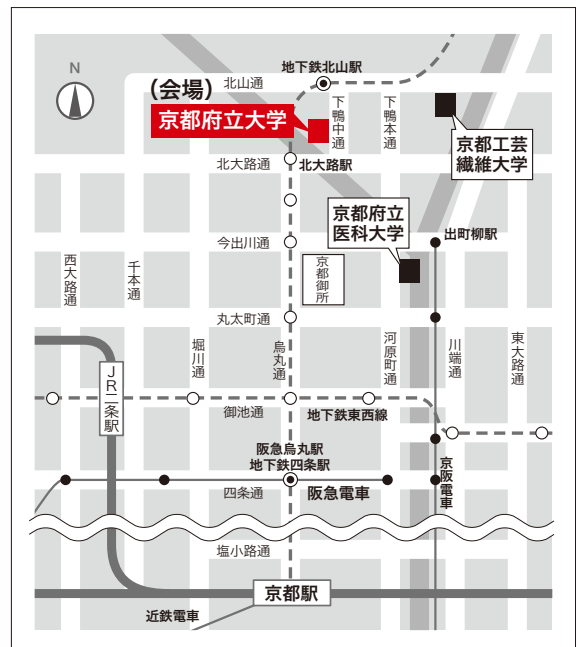 N
地下鉄北山駅
北山通
（会場）
京都府立大学
下鴨中通
下鴨本通
京都工芸
繊維大学
北大路通
北大路駅
京都府立
医科大学
出町柳駅
今出川通
京都御所
西大路通
千本通
丸太町通
堀川通
烏丸通
河原町通
川端通
東大路通
JR二条駅
御池通
地下鉄東西線
阪急烏丸駅
地下鉄四条駅
京阪電車
四条通
阪急電車
塩小路通
京都駅
近鉄電車